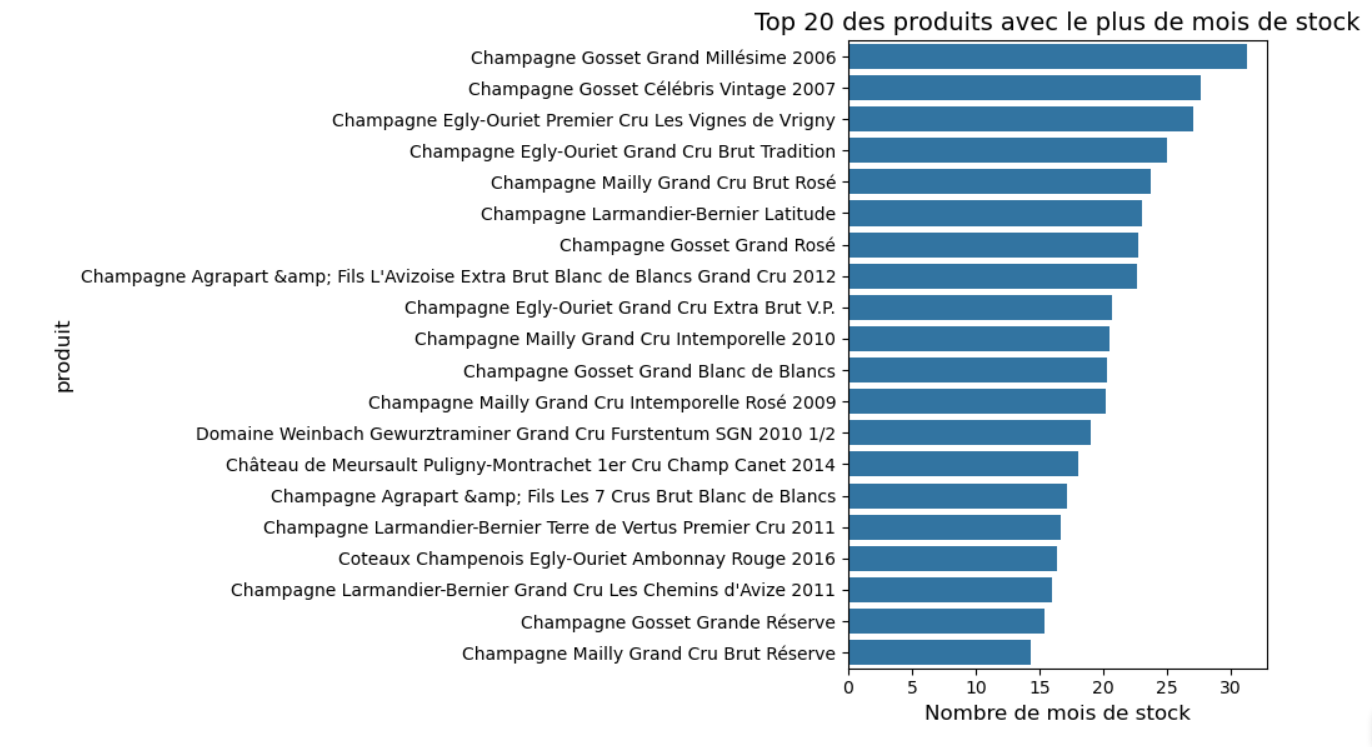 Top 20 des produits avec le plus de mois de stock
Champagne Gosset Grand Millésime 2006
Champagne Gosset Célébris Vintage 2007
Champagne Egly-Ouriet Premier Cru Les Vignes de Vrigny
Champagne Egly-Ouriet Grand Cru Brut Tradition
Champagne Mailly Grand Cru Brut Rosé
Champagne Larmandier-Bernier Latitude
Champagne Gosset Grand Rosé
Champagne Agrapart &amp; Fils L'Avizoise Extra Brut Blanc de Blancs Grand Cru 2012
Champagne Egly-Ouriet Grand Cru Extra Brut V.P.
Champagne Mailly Grand Cru Intemporelle 2010
Champagne Gosset Grand Blanc de Blancs
Champagne Mailly Grand Cru Intemporelle Rosé 2009
Domaine Weinbach Gewurztraminer Grand Cru Furstentum SGN 2010 1/2
Château de Meursault Puligny-Montrachet 1er Cru Champ Canet 2014
Champagne Agrapart &amp; Fils Les 7 Crus Brut Blanc de Blancs
Champagne Larmandier-Bernier Terre de Vertus Premier Cru 2011
Coteaux Champenois Egly-Ouriet Ambonnay Rouge 2016
Champagne Larmandier-Bernier Grand Cru Les Chemins d'Avize 2011
Champagne Gosset Grande Réserve
Champagne Mailly Grand Cru Brut Réserve
produit
0 5 10 15 20 25 30
Nombre de mois de stock